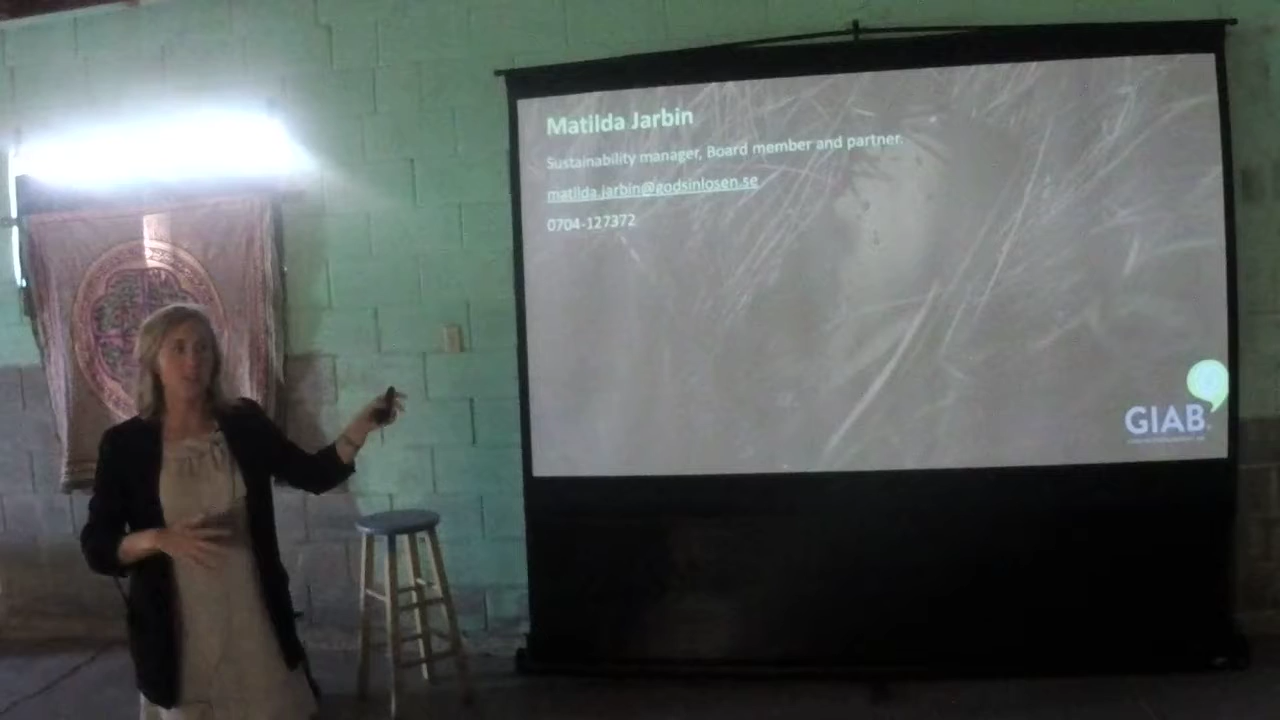 Matilda Jarbin
Sustainability manager, Board member and partner.
matilda.jarbin@godsinlosen.se
0704-127372
GIAB